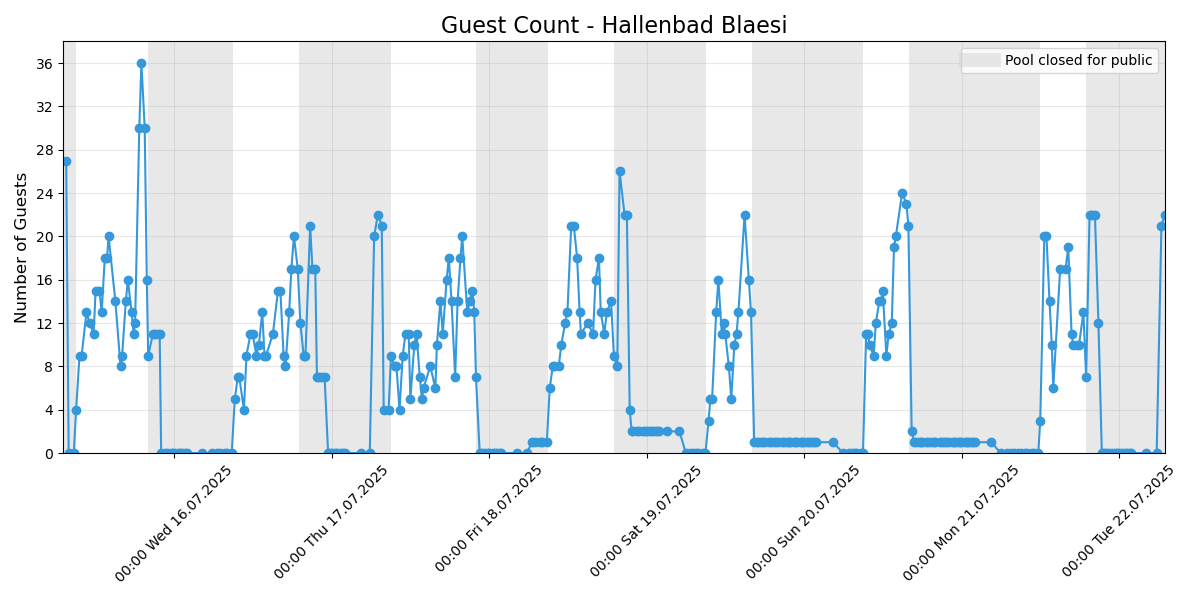 Guest Count - Hallenbad Blaesi
Pool closed for public
Number of Guests
36
32
28
24
20
16
12
8
4
0
00:00 Wed 16.07.2025
00:00 Thu 17.07.2025
00:00 Fri 18.07.2025
00:00 Sat 19.07.2025
00:00 Sun 20.07.2025
00:00 Mon 21.07.2025
00:00 Tue 22.07.2025